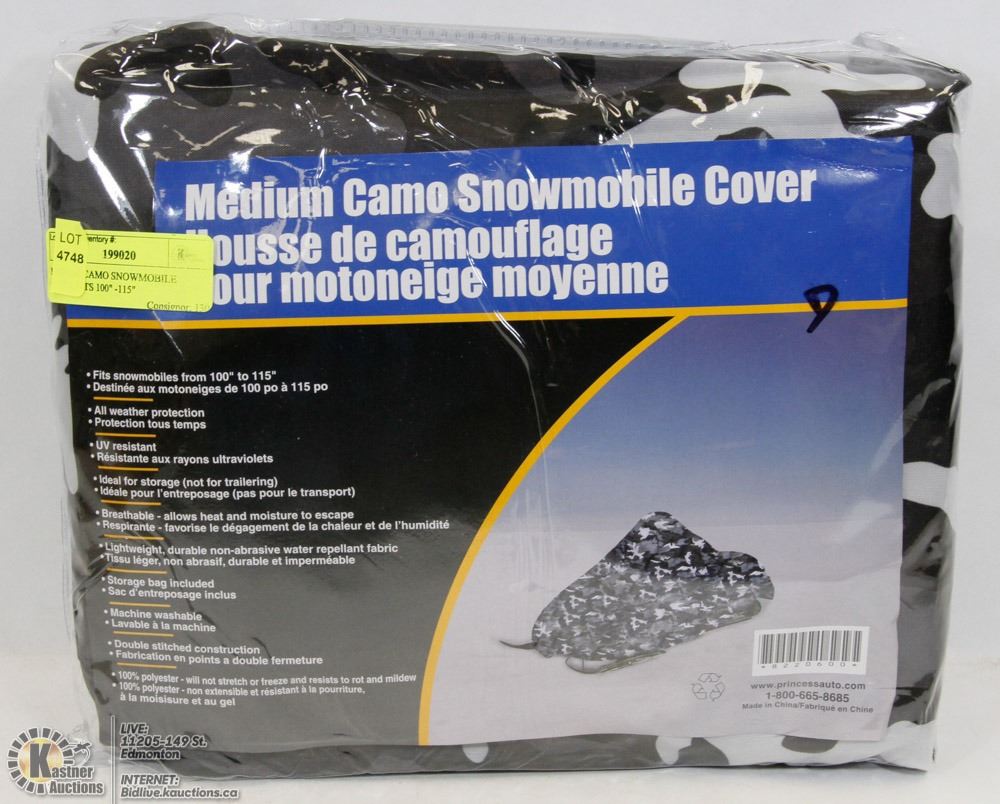 Medium Camo Snowmobile Cover
ousse de camouflage
our motoneige moyenne
LOT
4748
entory #:
199020
CAMO SNOWMOBILE
TS 100" -115"
Consignor:
• Fits snowmobiles from 100" to 115"
• Destinée aux motoneiges de 100 po à 115 po
• All weather protection
• Protection tous temps
• UV resistant
• Résistante aux rayons ultraviolets
• Ideal for storage (not for trailering)
• Idéale pour l'entreposage (pas pour le transport)
• Breathable - allows heat and moisture to escape
• Respirante - favorise le dégagement de la chaleur et de l'humidité
• Lightweight, durable non-abrasive water repellant fabric
• Tissu léger, non abrasif, durable et imperméable
• Storage bag included
• Sac d'entreposage inclus
• Machine washable
• Lavable à la machine
• Double stitched construction
• Fabrication en points a double fermeture
• 100% polyester - will not stretch or freeze and resists to rot and mildew
• 100% polyester - non extensible et résistant à la pourriture,
à la moisisure et au gel
*8220600*
www.princessauto.com
1-800-665-8685
Made in China/Fabriqué en Chine
Kastner
Auctions
LIVE:
11205-149 St.
Edmonton
INTERNET:
Bidlive.kauctions.ca